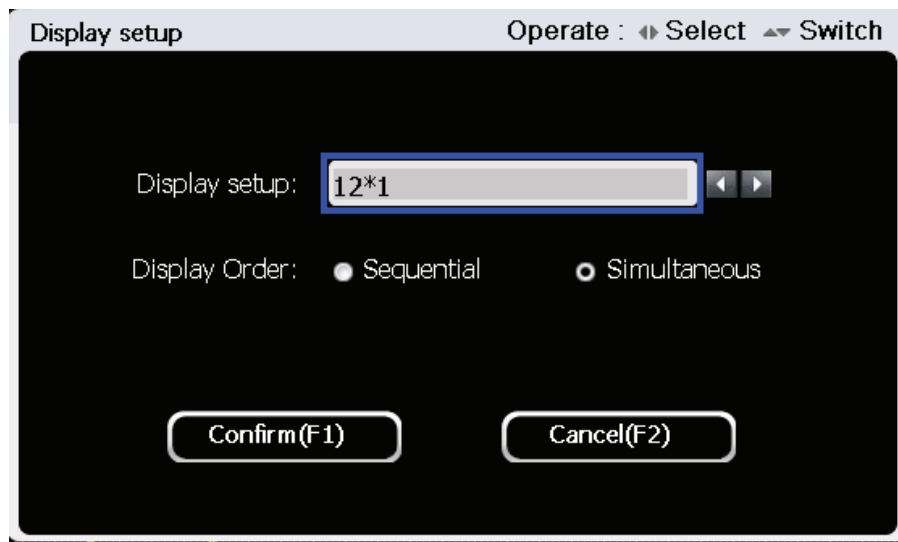 Display setup
Operate : Select Switch
Display setup: 12*1
Display Order: Sequential Simultaneous
Confirm(F1) Cancel(F2)